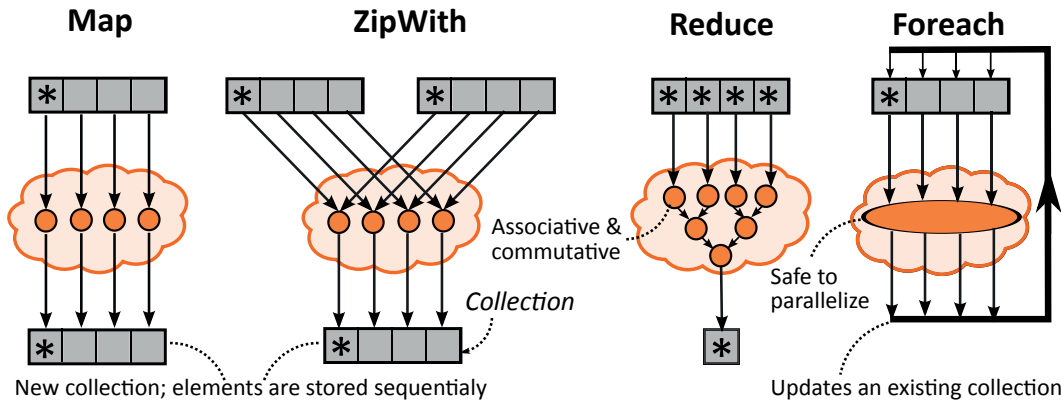 Map
ZipWith
Reduce
Foreach
*
*
*
* * * *
*
Associative &
commutative
Safe to
parallelize
Collection
*
*
*
New collection; elements are stored sequentialy
Updates an existing collection